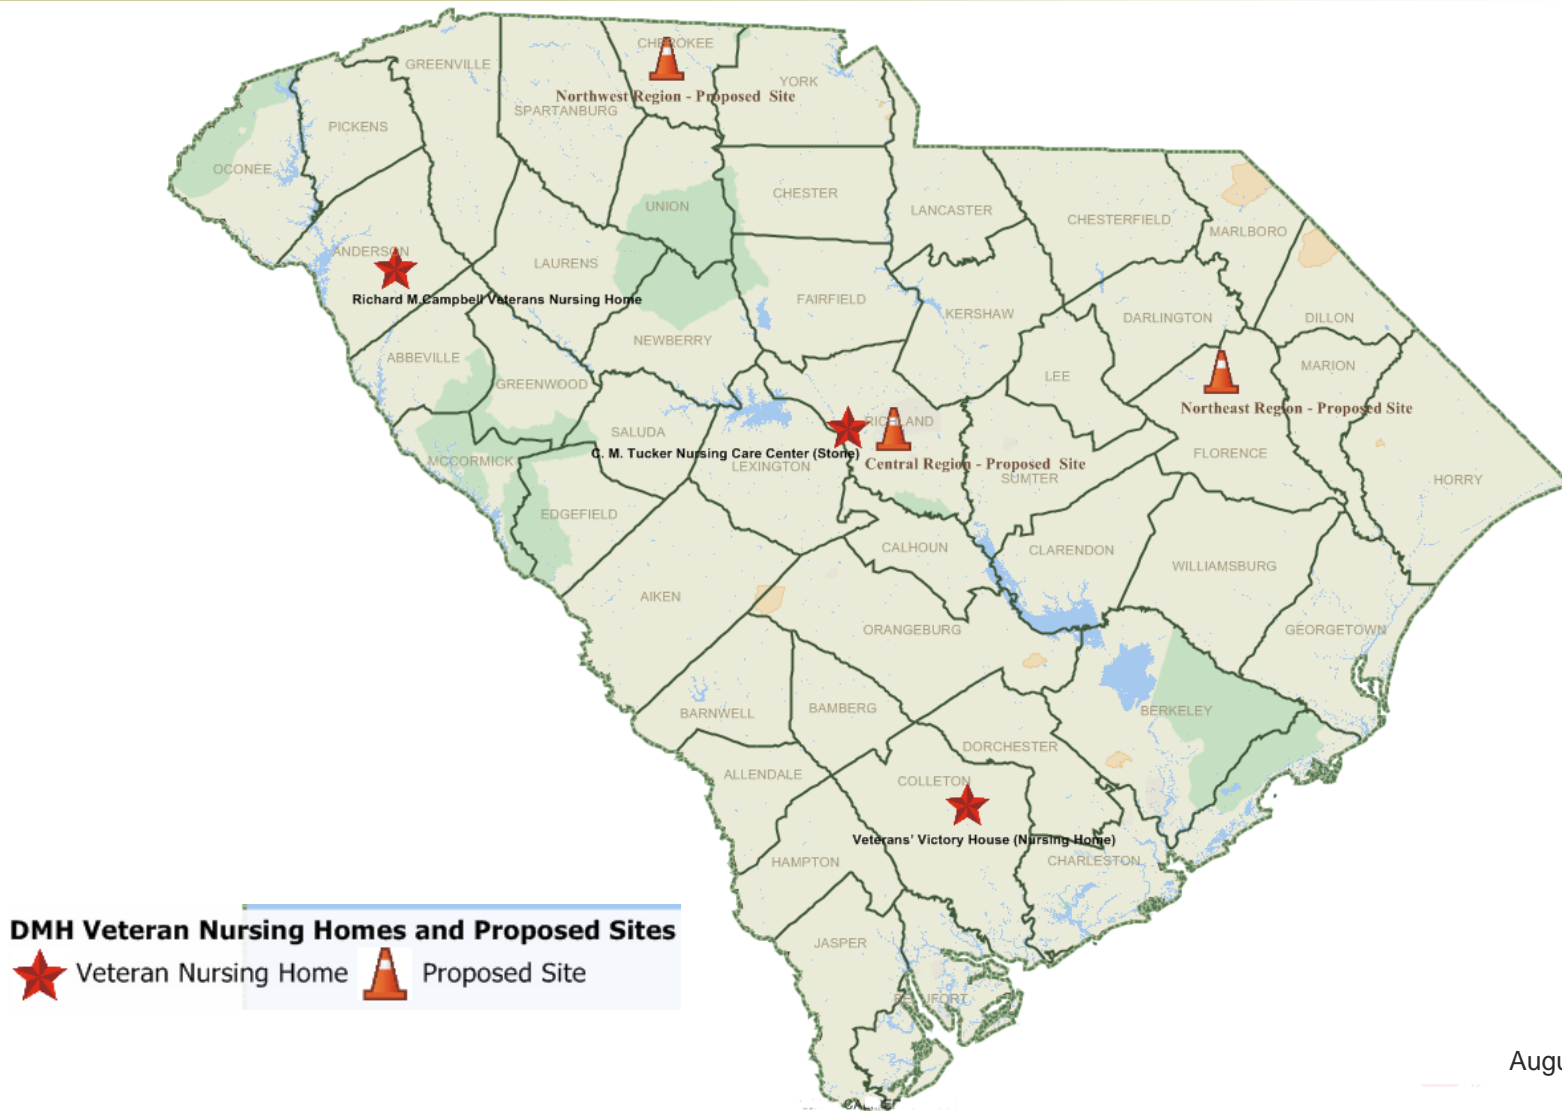 CHEROKEE
GREENVILLE
YORK
Northwest Region - Proposed Site
SPARTANBURG
PICKENS
OCONEE
CHESTER
UNION
LANCASTER
CHESTERFIELD
MARLBORO
ANDERSON
LAURENS
Richard M.Campbell Veterans Nursing Home
FAIRFIELD
KERSHAW
DARLINGTON
DILLON
NEWBERRY
ABBEVILLE
MARION
LEE
GREENWOOD
Northeast Region - Proposed Site
RICHLAND
SALUDA
C. M. Tucker Nursing Care Center (Stone)
FLORENCE
MCCORMICK
LEXINGTON
Central Region - Proposed Site
SUMTER
HORRY
EDGEFIELD
CALHOUN
CLARENDON
WILLIAMSBURG
AIKEN
ORANGEBURG
GEORGETOWN
BARNWELL
BAMBERG
BERKELEY
DORCHESTER
ALLENDALE
COLLETON
Veterans' Victory House (Nursing Home)
HAMPTON
CHARLESTON
DMH Veteran Nursing Homes and Proposed Sites
JASPER
Veteran Nursing Home
Proposed Site
Augu